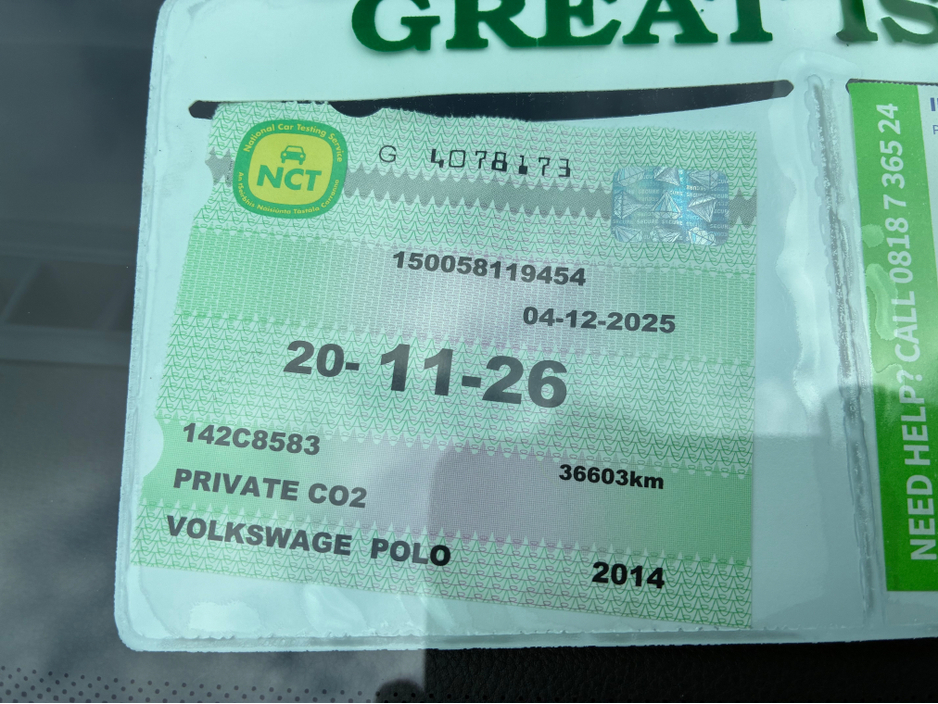 GREAT IS
National Car Testing Service
NCT
G 4078173
150058119454
04-12-2025
20-11-26
142C8583
36603km
PRIVATE CO2
VOLKSWAGE POLO
2014
NEED HELP? CALL 0818 7 365 24